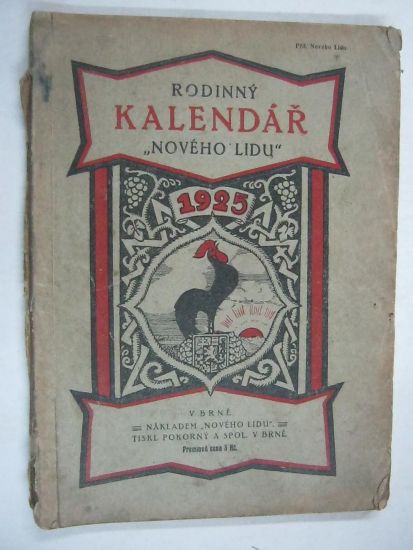 Příl. Nového Lidu.
RODINNÝ
KALENDÁŘ
„NOVÉHO LIDU“
1925
V BRNĚ.
NÁKLADEM „NOVÉHO LIDU“.
TISKL POKORNÝ A SPOL. V BRNĚ.
cena 5 Kč.